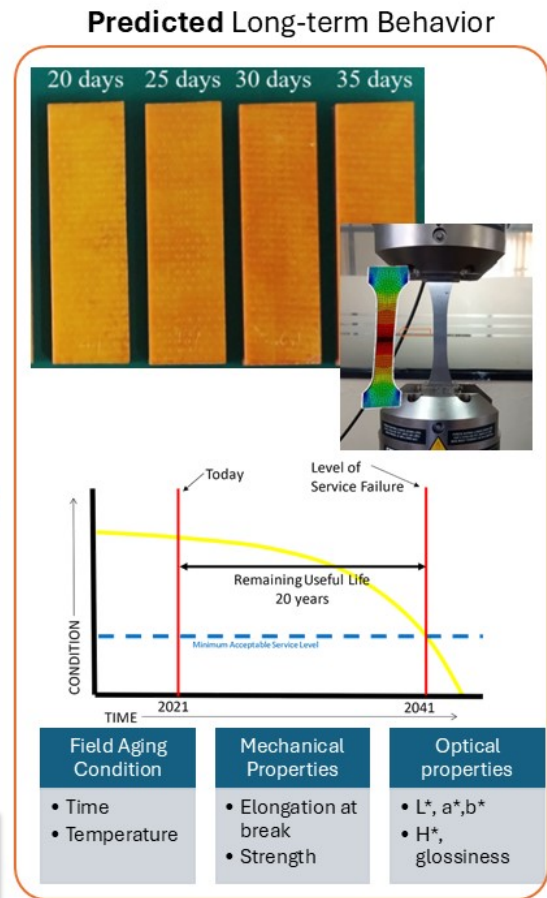 Predicted Long-term Behavior
20 days 25 days 30 days 35 days
Today
Level of
Service Failure
CONDITION
Remaining Useful Life
20 years
Minimum Acceptable Service Level
2021
2041
TIME
Field Aging
Condition
• Time
• Temperature
Mechanical
Properties
• Elongation at
break
• Strength
Optical
properties
• L*, a*,b*
• H*,
glossiness